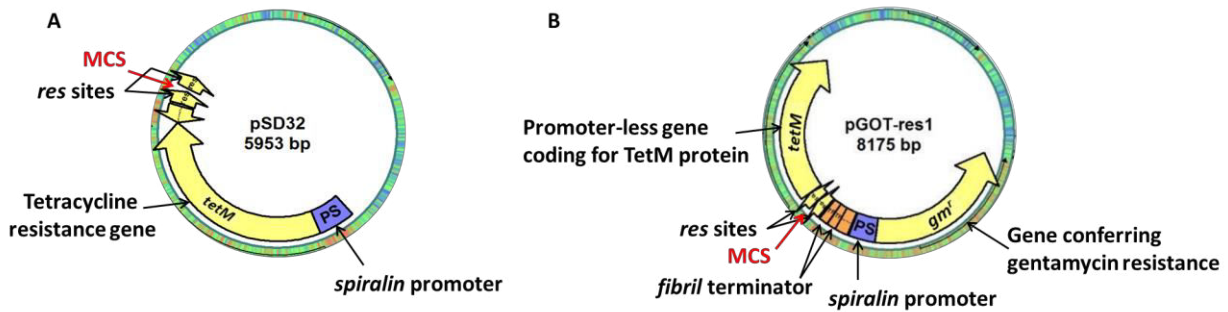 A
MCS
res sites
pSD32
5953 bp
Tetracycline
resistance gene
tetM
PS
spiralin promoter
B
tetM
pGOT-res1
8175 bp
Promoter-less gene
coding for TetM protein
res sites
MCS
PS
gmr
fibril terminator
spiralin promoter
Gene conferring
gentamycin resistance